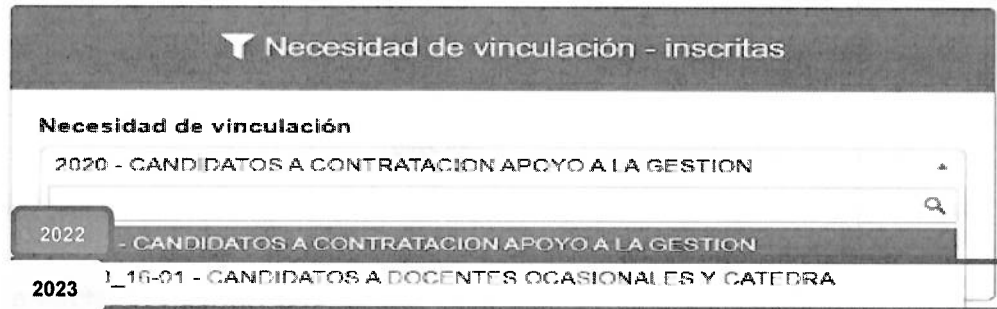 Necesidad de vinculación - inscritas
Necesidad de vinculación
2020 - CANDIDATOS A CONTRATACION APOYO A LA GESTION
2022 - CANDIDATOS A CONTRATACION APOYO A LA GESTION
2023 _16-01 - CANDIDATOS A DOCENTES OCASIONALES Y CATEDRA